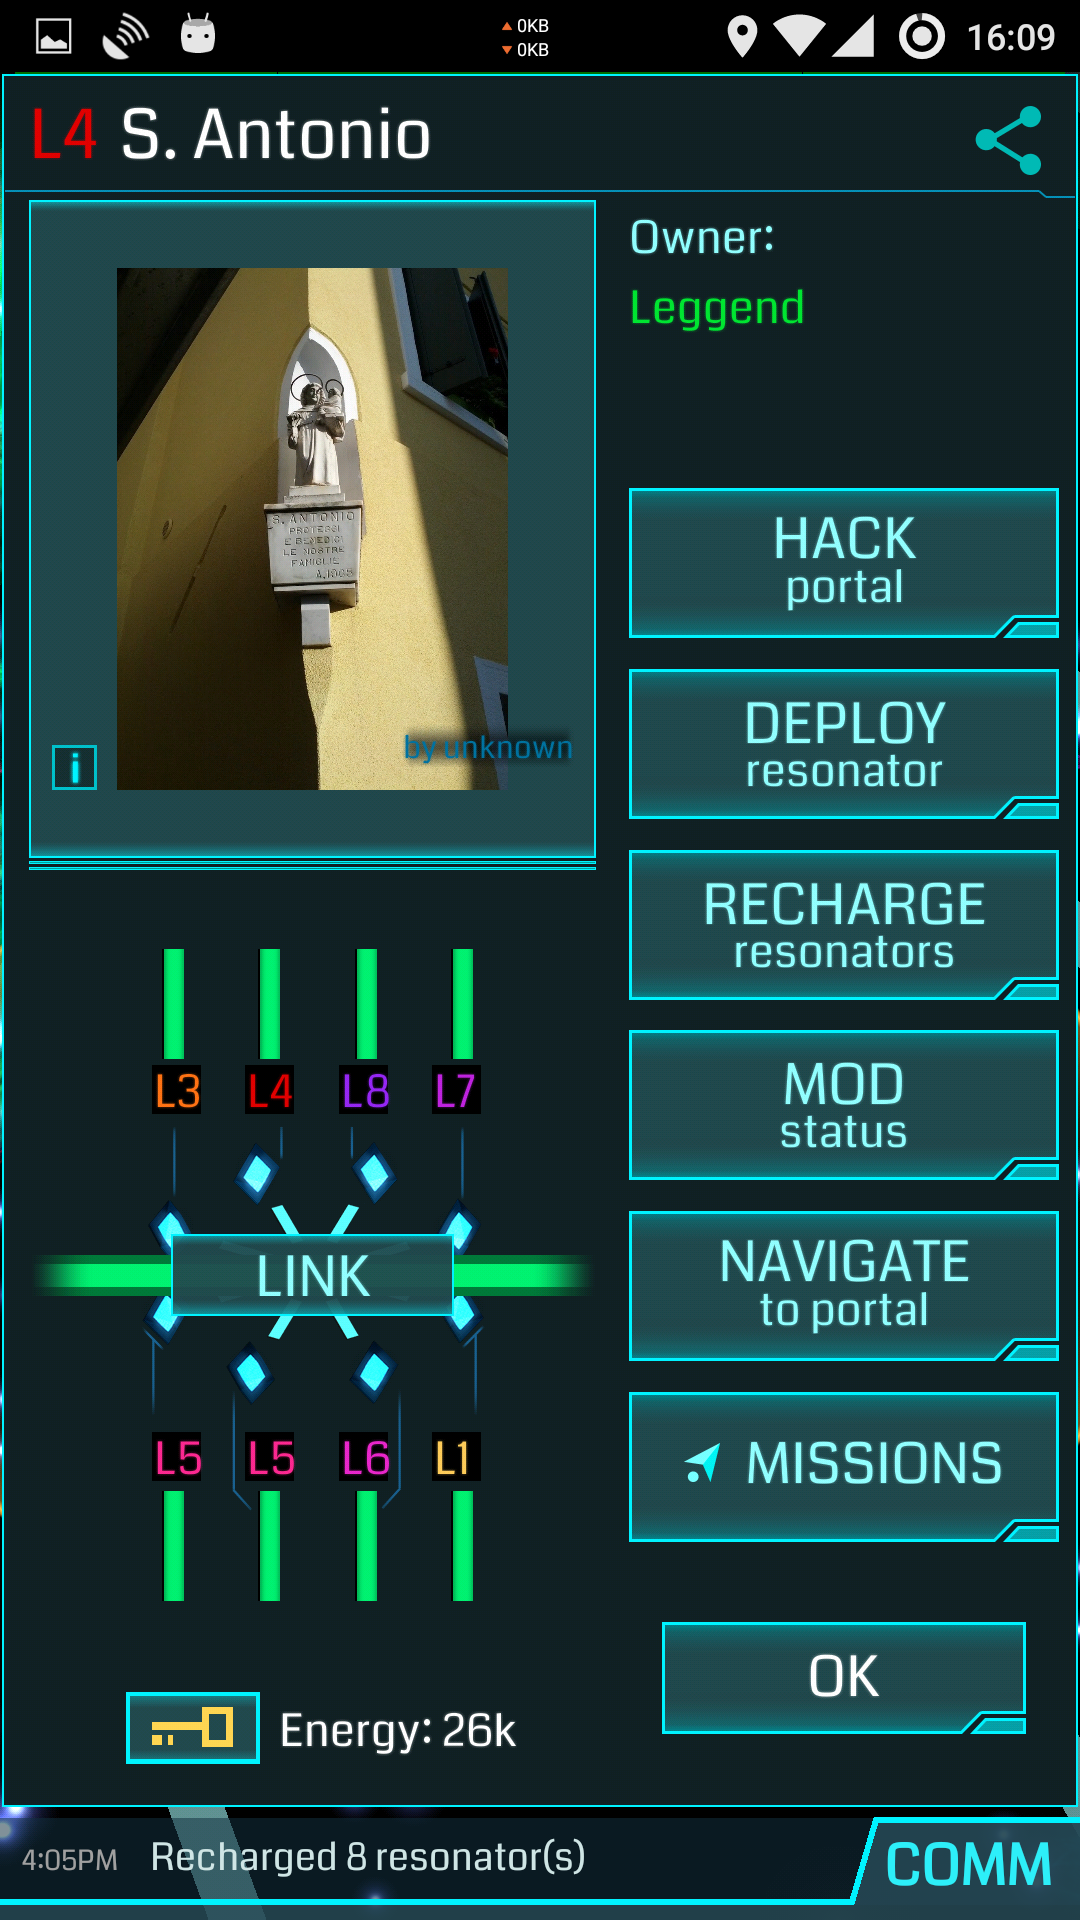 0KB
0KB
16:09
L4 S. Antonio
Owner:
Leggend
S. ANTONIO
PROTEGGI
E BENEDICI
LE NOSTRE
FAMIGLIE
by unknown
i
HACK
portal
DEPLOY
resonator
RECHARGE
resonators
MOD
status
NAVIGATE
to portal
MISSIONS
OK
L3 L4 L8 L7
LINK
L5 L5 L6 L1
Energy: 26k
4:05PM Recharged 8 resonator(s)
COMM